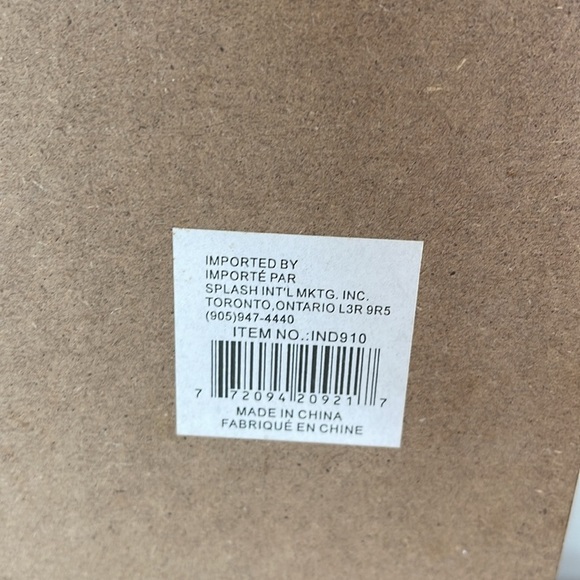 IMPORTED BY
IMPORTÉ PAR
SPLASH INT'L MKTG. INC.
TORONTO,ONTARIO L3R 9R5
(905)947-4440
ITEM NO.:IND910
7 72094 20921 7
MADE IN CHINA
FABRIQUÉ EN CHINE